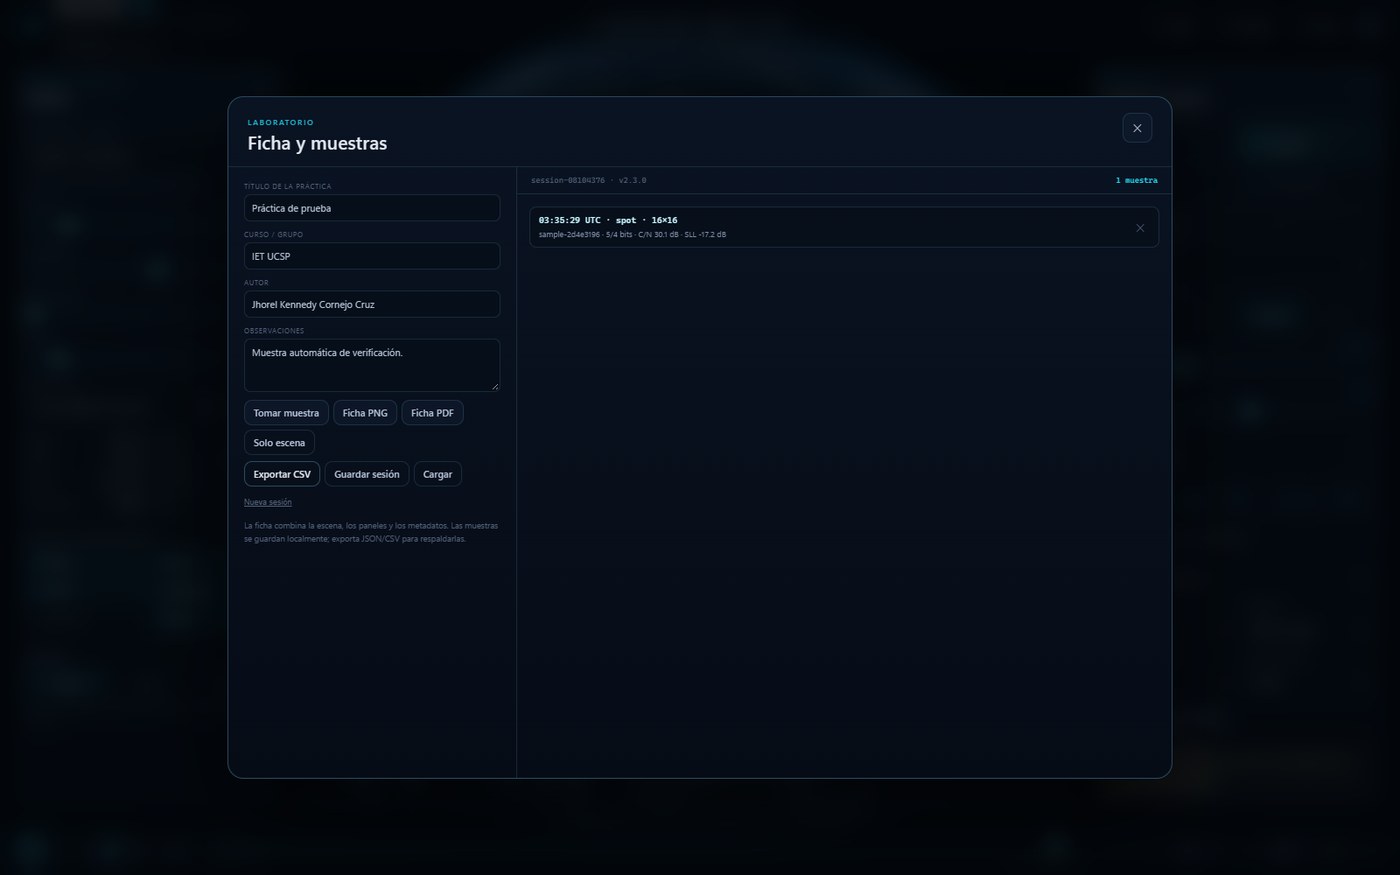 LABORATORIO
Ficha y muestras
TÍTULO DE LA PRÁCTICA
Práctica de prueba
CURSO / GRUPO
IET UCSP
AUTOR
Jhorel Kennedy Cornejo Cruz
OBSERVACIONES
Muestra automática de verificación.
Tomar muestra
Ficha PNG
Ficha PDF
Solo escena
Exportar CSV
Guardar sesión
Cargar
Nueva sesión
La ficha combina la escena, los paneles y los metadatos. Las muestras
se guardan localmente; exporta JSON/CSV para respaldarlas.
session-08104376 · v2.3.0
1 muestra
03:35:29 UTC · spot · 16×16
sample-2d4e3196 · 5/4 bits · C/N 30.1 dB · SLL -17.2 dB